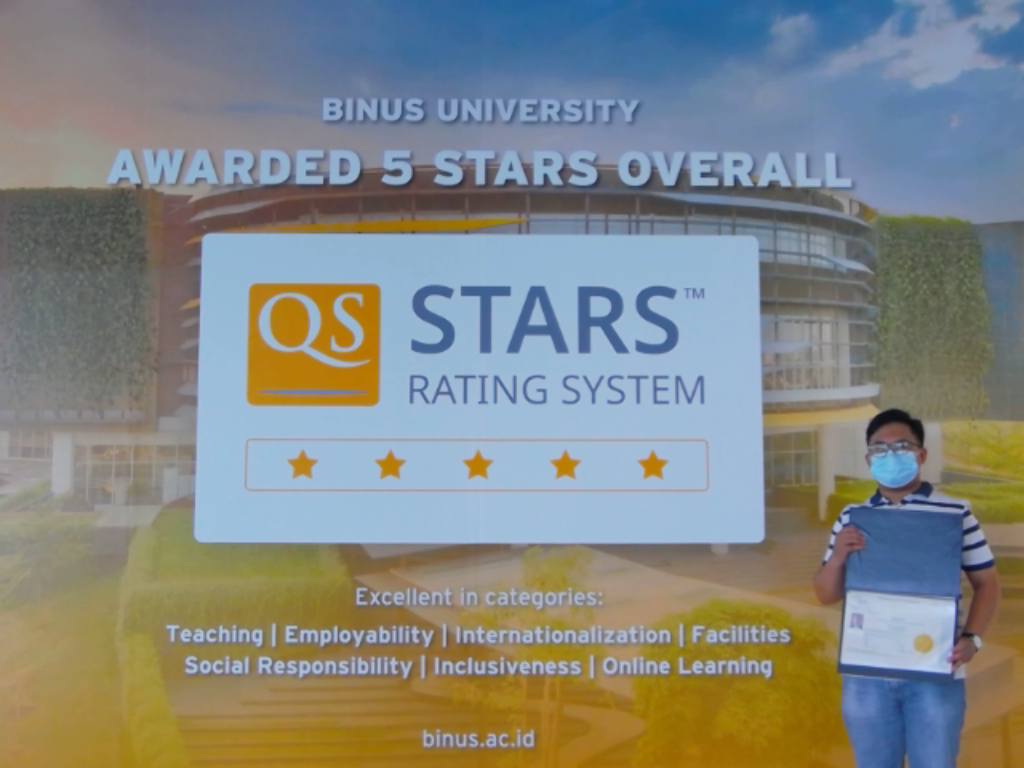 BINUS UNIVERSITY
AWARDED 5 STARS OVERALL
QS
STARS™
RATING SYSTEM
Excellent in categories:
Teaching | Employability | Internationalization | Facilities
Social Responsibility | Inclusiveness | Online Learning
binus.ac.id